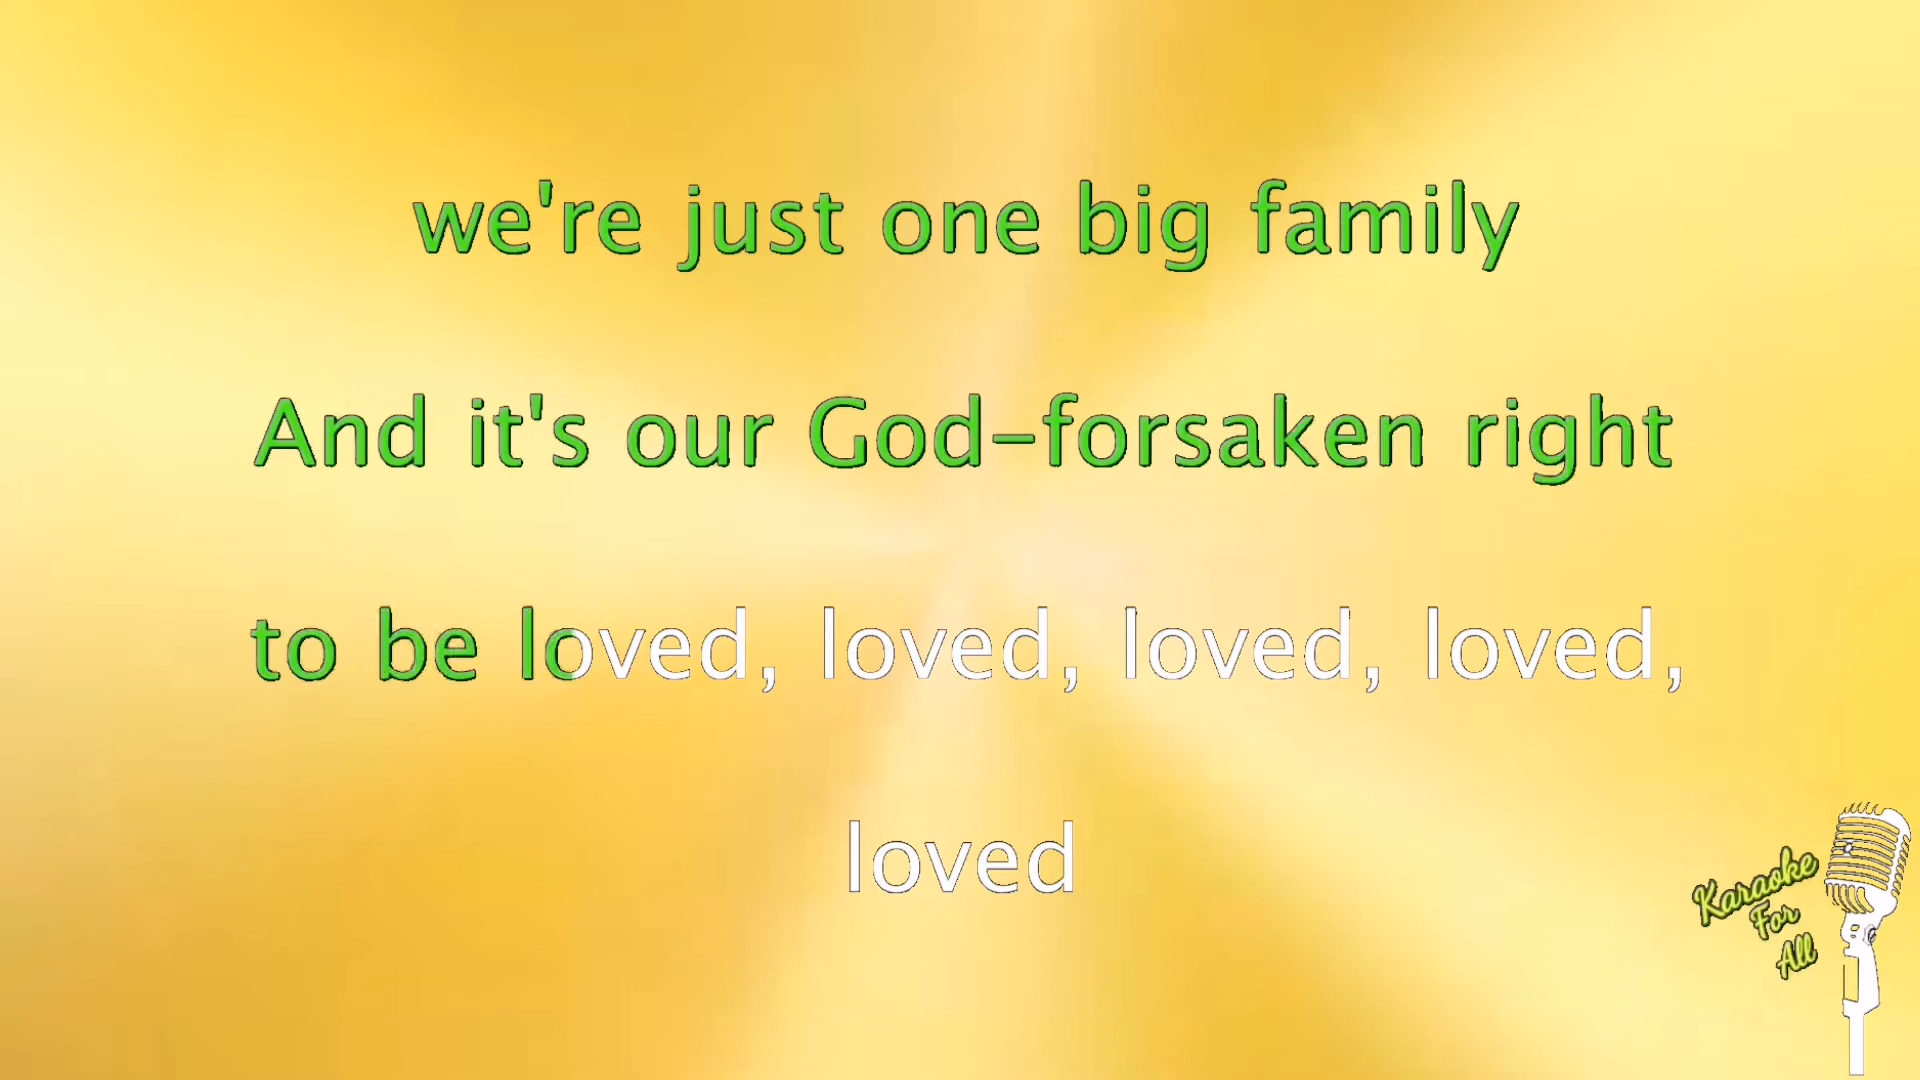 we're just one big family
And it's our God-forsaken right
to be loved, loved, loved, loved,
loved
Karaoke
For
All